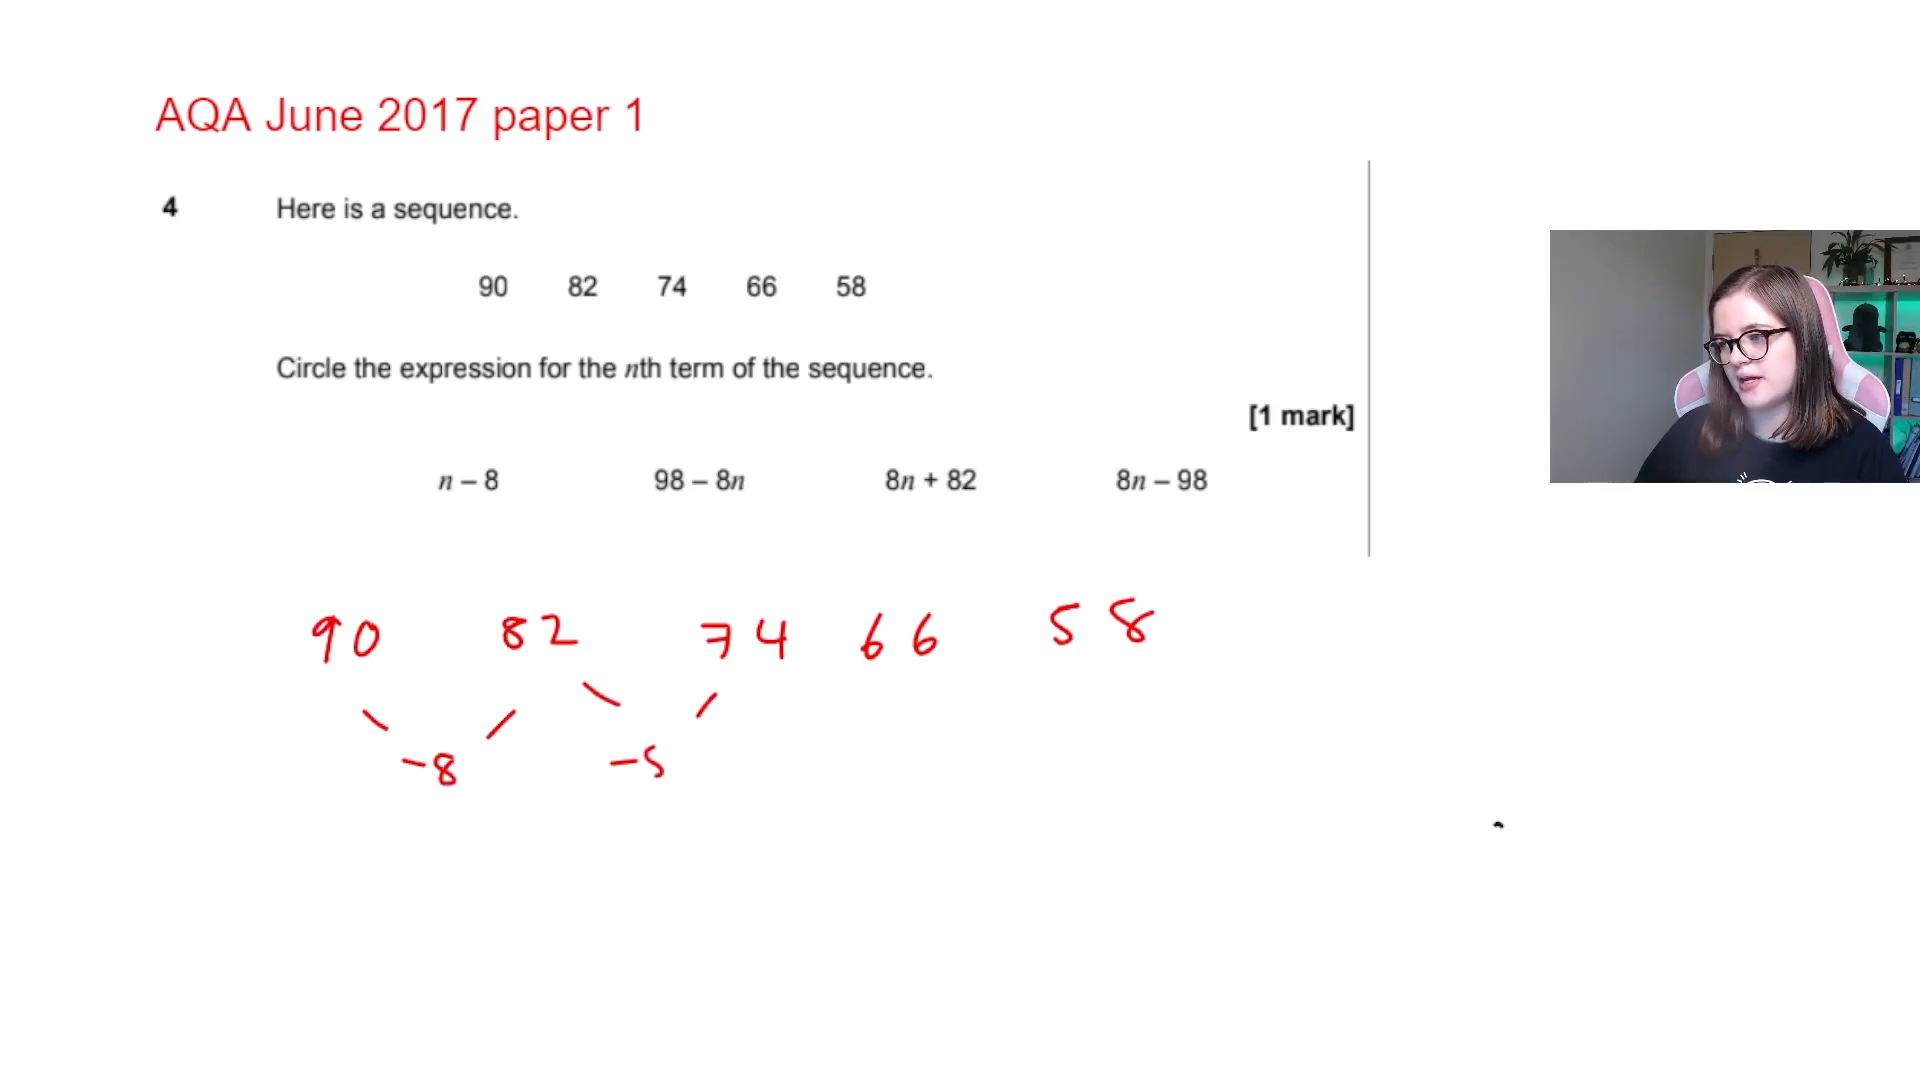 AQA June 2017 paper 1
4 Here is a sequence.
90 82 74 66 58
Circle the expression for the nth term of the sequence.
[1 mark]
n – 8 98 – 8n 8n + 82 8n – 98
90 82 74 66 58
-8 -5